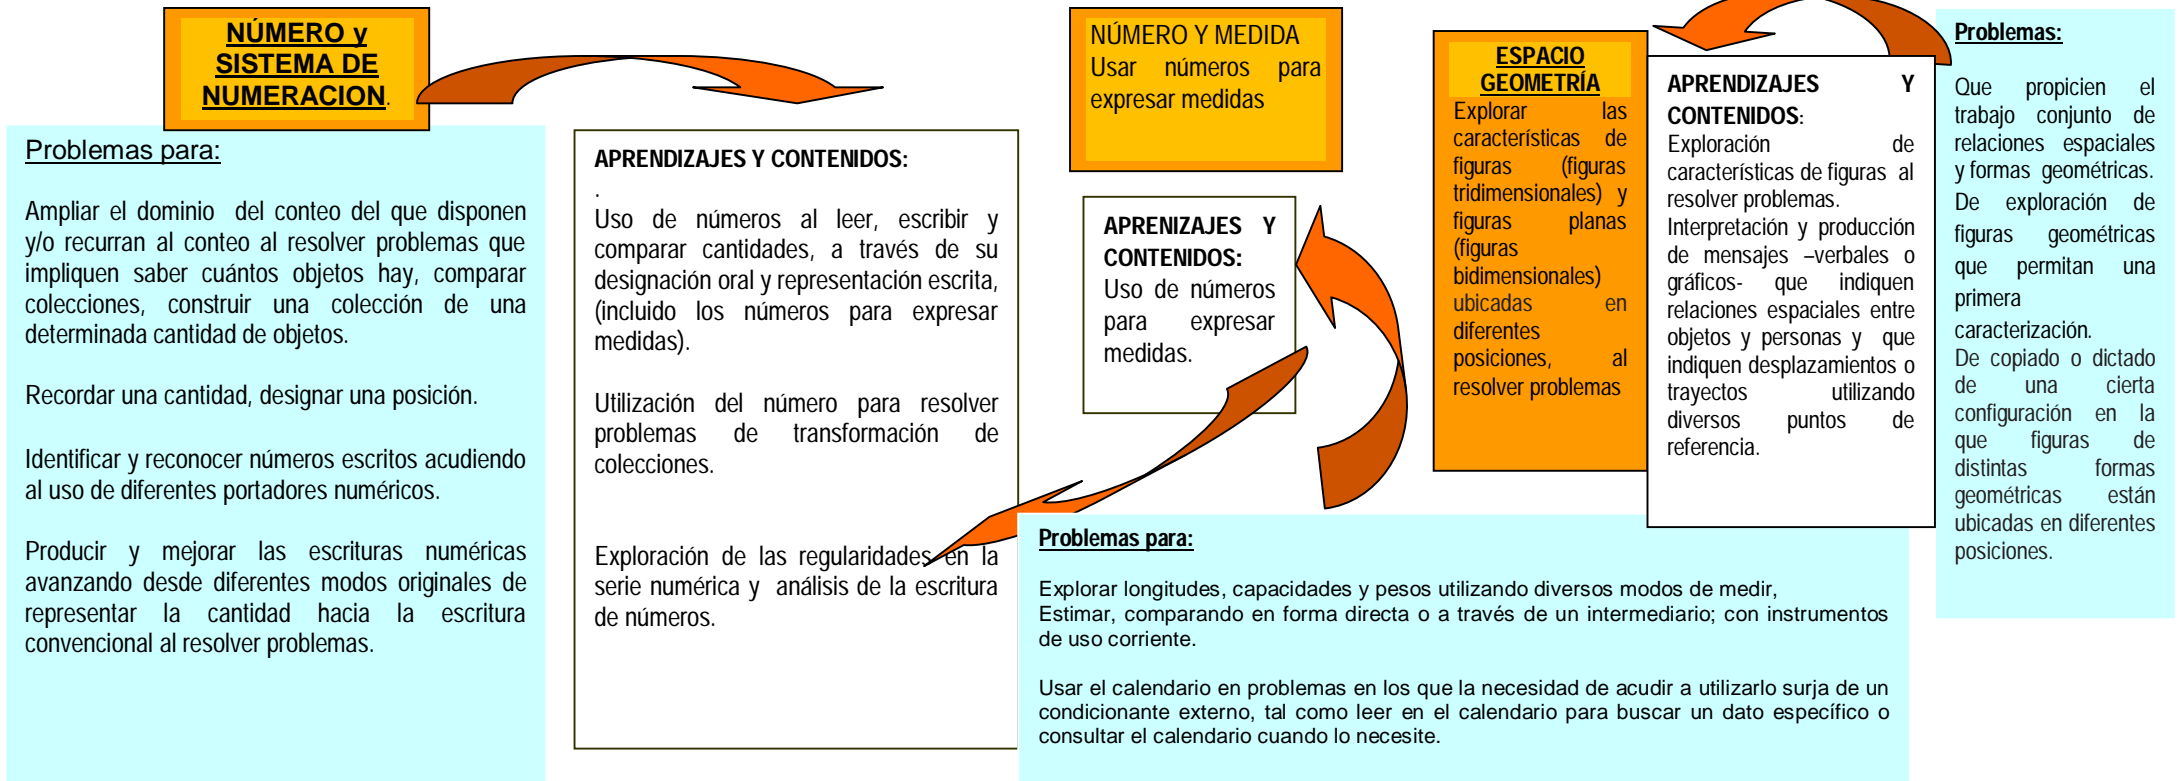 NÚMERO y
SISTEMA DE
NUMERACION.
Problemas para:
Ampliar el dominio del conteo del que disponen
y/o recurran al conteo al resolver problemas que
impliquen saber cuántos objetos hay, comparar
colecciones, construir una colección de una
determinada cantidad de objetos.
Recordar una cantidad, designar una posición.
Identificar y reconocer números escritos acudiendo
al uso de diferentes portadores numéricos.
Producir y mejorar las escrituras numéricas
avanzando desde diferentes modos originales de
representar la cantidad hacia la escritura
convencional al resolver problemas.
APRENDIZAJES Y CONTENIDOS:
.
Uso de números al leer, escribir y
comparar cantidades, a través de su
designación oral y representación escrita,
(incluido los números para expresar
medidas).
Utilización del número para resolver
problemas de transformación de
colecciones.
Exploración de las regularidades en la
serie numérica y análisis de la escritura
de números.
NÚMERO Y MEDIDA
Usar números para
expresar medidas
APRENIZAJES Y
CONTENIDOS:
Uso de números
para expresar
medidas.
Problemas para:
Explorar longitudes, capacidades y pesos utilizando diversos modos de medir,
Estimar, comparando en forma directa o a través de un intermediario; con instrumentos
de uso corriente.
Usar el calendario en problemas en los que la necesidad de acudir a utilizarlo surja de un
condicionante externo, tal como leer en el calendario para buscar un dato específico o
consultar el calendario cuando lo necesite.
ESPACIO
GEOMETRÍA
Explorar las
características de
figuras (figuras
tridimensionales) y
figuras planas
(figuras
bidimensionales)
ubicadas en
diferentes
posiciones, al
resolver problemas
APRENDIZAJES Y
CONTENIDOS:
Exploración de
características de figuras al
resolver problemas.
Interpretación y producción
de mensajes –verbales o
gráficos- que indiquen
relaciones espaciales entre
objetos y personas y que
indiquen desplazamientos o
trayectos utilizando
diversos puntos de
referencia.
Problemas:
Que propicien el
trabajo conjunto de
relaciones espaciales
y formas geométricas.
De exploración de
figuras geométricas
que permitan una
primera
caracterización.
De copiado o dictado
de una cierta
configuración en la
que figuras de
distintas formas
geométricas están
ubicadas en diferentes
posiciones.